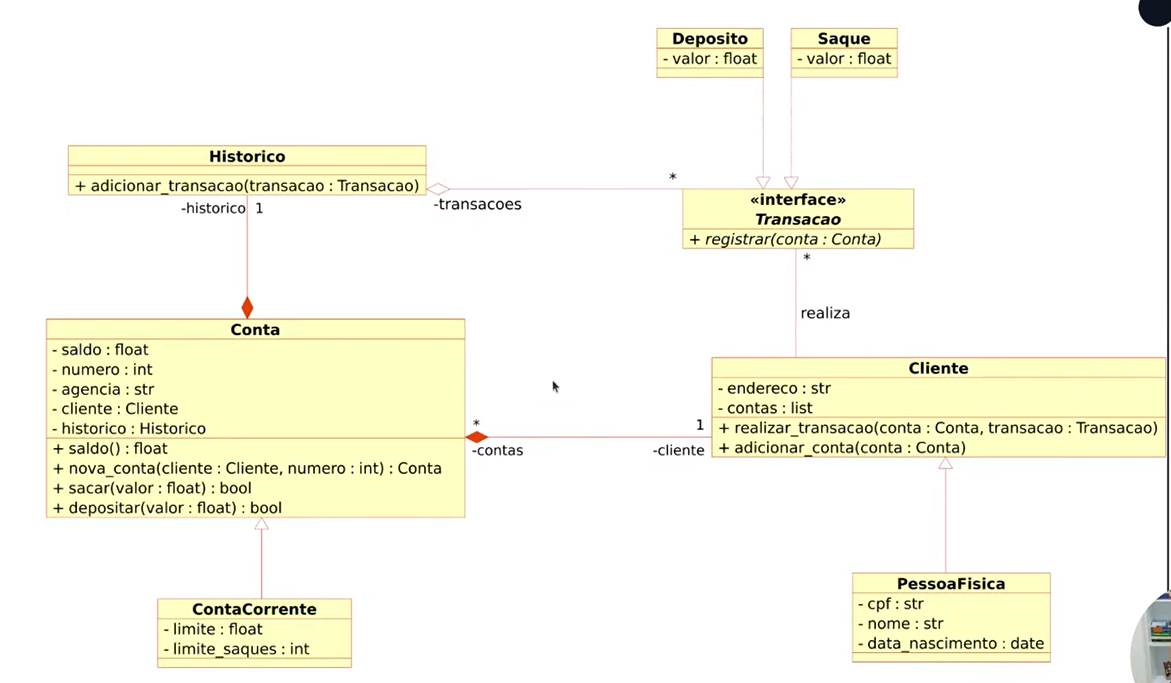 Deposito
- valor : float
Saque
- valor : float
Historico
+ adicionar_transacao(transacao : Transacao)
-historico 1
-transacoes
*
«interface»
Transacao
+ registrar(conta : Conta)
*
realiza
Conta
- saldo : float
- numero : int
- agencia : str
- cliente : Cliente
- historico : Historico
+ saldo() : float
+ nova_conta(cliente : Cliente, numero : int) : Conta
+ sacar(valor : float) : bool
+ depositar(valor : float) : bool
*
-contas
1
-cliente
Cliente
- endereco : str
- contas : list
+ realizar_transacao(conta : Conta, transacao : Transacao)
+ adicionar_conta(conta : Conta)
ContaCorrente
- limite : float
- limite_saques : int
PessoaFisica
- cpf : str
- nome : str
- data_nascimento : date